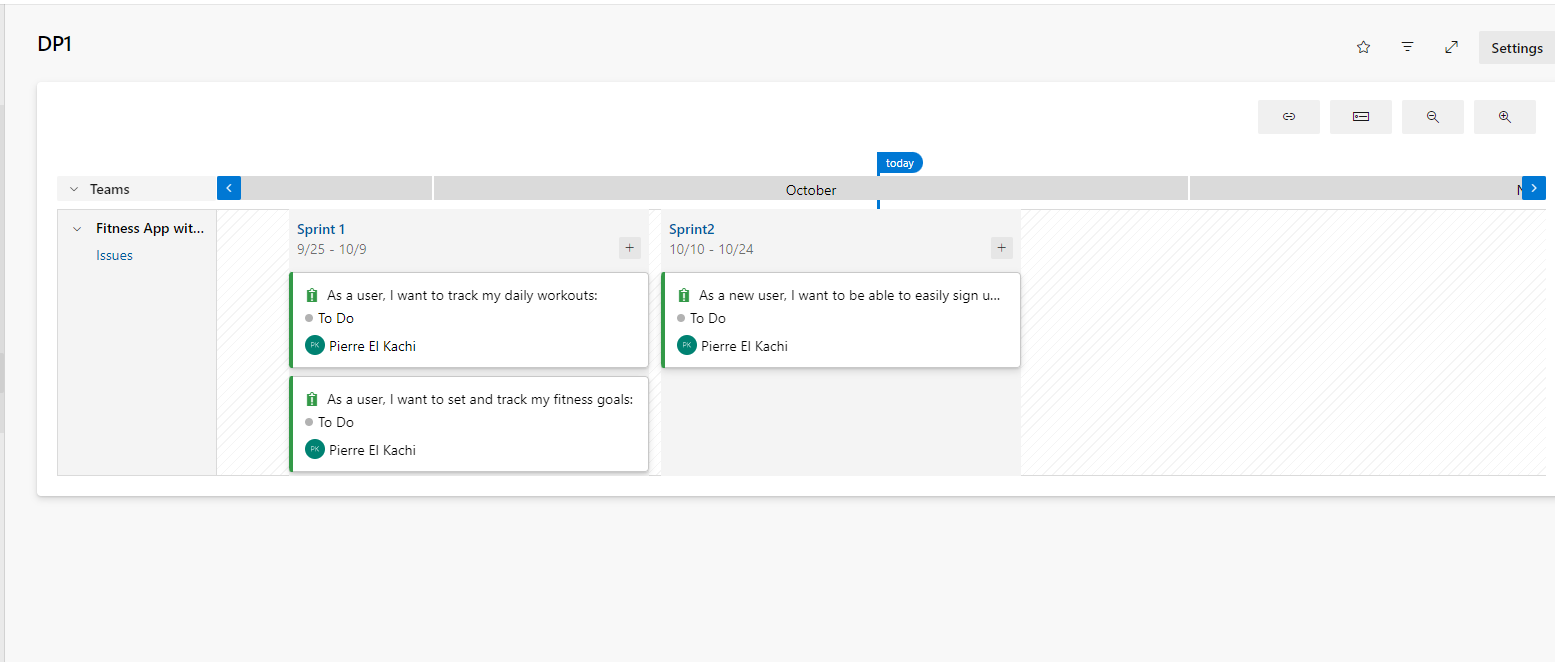 DP1
Settings
today
Teams
October
Fitness App wit...
Issues
Sprint 1
9/25 - 10/9
Sprint2
10/10 - 10/24
As a user, I want to track my daily workouts:
To Do
PK Pierre El Kachi
As a new user, I want to be able to easily sign u...
To Do
PK Pierre El Kachi
As a user, I want to set and track my fitness goals:
To Do
PK Pierre El Kachi